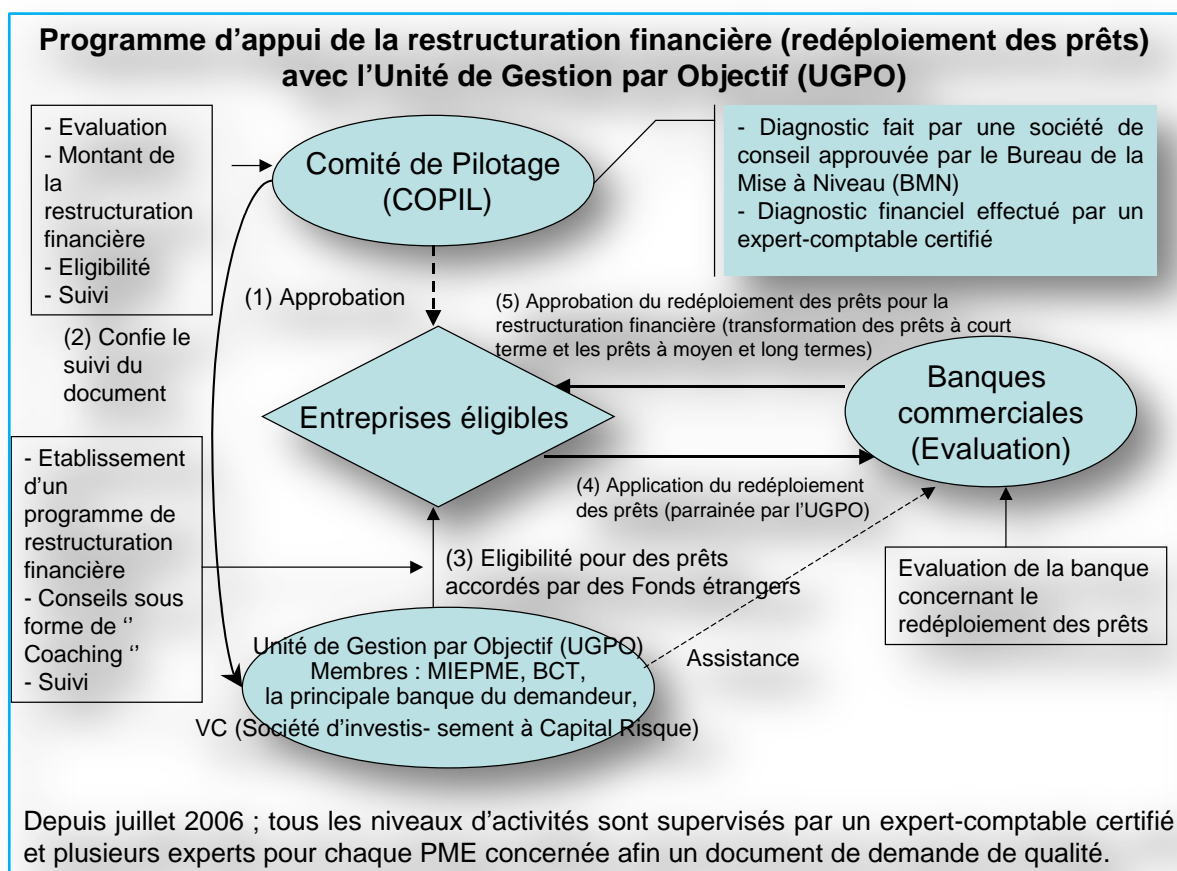 Programme d'appui de la restructuration financière (redéploiement des prêts)
avec l'Unité de Gestion par Objectif (UGPO)
- Evaluation
- Montant de
la
restructuration
financière
- Eligibilité
- Suivi
Comité de Pilotage
(COPIL)
- Diagnostic fait par une société de
conseil approuvée par le Bureau de la
Mise à Niveau (BMN)
- Diagnostic financiel effectué par un
expert-comptable certifié
(1) Approbation
(2) Confie le
suivi du
document
(5) Approbation du redéploiement des prêts pour la
restructuration financière (transformation des prêts à court
terme et les prêts à moyen et long termes)
Entreprises éligibles
Banques
commerciales
(Evaluation)
(4) Application du redéploiement
des prêts (parrainée par l'UGPO)
- Etablissement
d'un
programme de
restructuration
financière
- Conseils sous
forme de ‘’
Coaching ‘’
- Suivi
(3) Eligibilité pour des prêts
accordés par des Fonds étrangers
Evaluation de la banque
concernant le
redéploiement des prêts
Unité de Gestion par Objectif (UGPO)
Membres : MIEPME, BCT,
la principale banque du demandeur,
VC (Société d'investis- sement à Capital Risque)
Assistance
Depuis juillet 2006 ; tous les niveaux d'activités sont supervisés par un expert-comptable certifié
et plusieurs experts pour chaque PME concernée afin un document de demande de qualité.